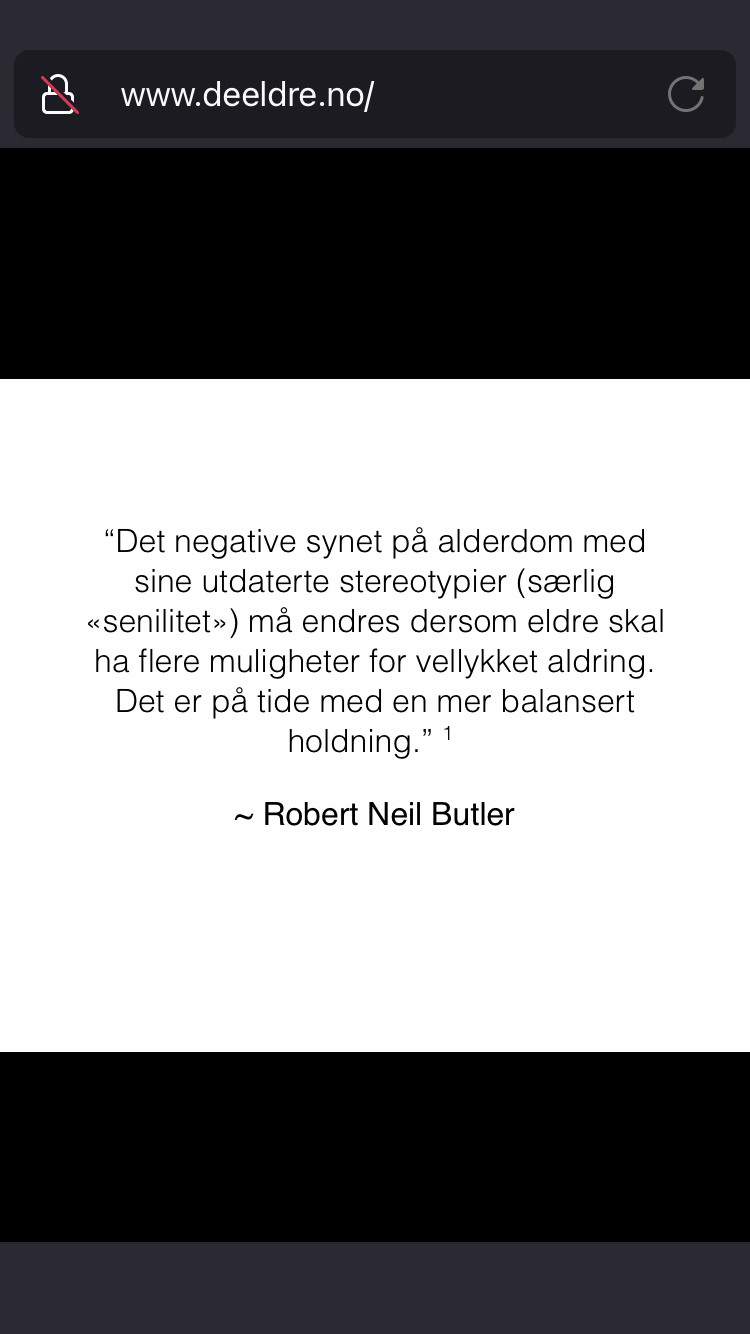 www.deeldre.no/
“Det negative synet på alderdom med
sine utdaterte stereotypier (særlig
«senilitet») må endres dersom eldre skal
ha flere muligheter for vellykket aldring.
Det er på tide med en mer balansert
holdning.” ¹
~ Robert Neil Butler